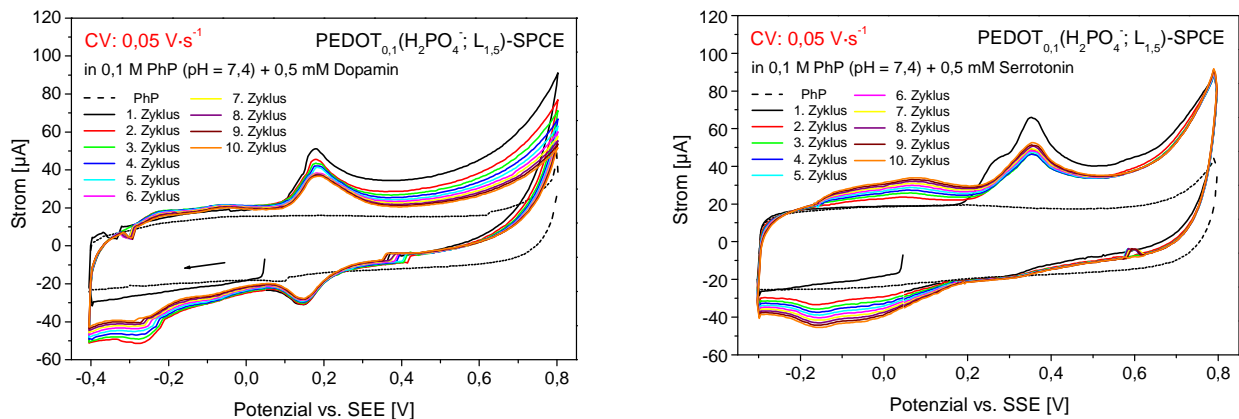 120
100
80
60
40
20
0
-20
-40
-60
Strom [µA]
CV: 0,05 V·s⁻¹
PEDOT₀,₁(H₂PO₄⁻; L₁,₅)-SPCE
in 0,1 M PhP (pH = 7,4) + 0,5 mM Dopamin
PhP
1. Zyklus
2. Zyklus
3. Zyklus
4. Zyklus
5. Zyklus
6. Zyklus
7. Zyklus
8. Zyklus
9. Zyklus
10. Zyklus
-0,4 -0,2 0,0 0,2 0,4 0,6 0,8
Potenzial vs. SEE [V]
120
100
80
60
40
20
0
-20
-40
-60
Strom [µA]
CV: 0,05 V·s⁻¹
PEDOT₀,₁(H₂PO₄⁻; L₁,₅)-SPCE
in 0,1 M PhP (pH = 7,4) + 0,5 mM Serrotonin
PhP
1. Zyklus
2. Zyklus
3. Zyklus
4. Zyklus
5. Zyklus
6. Zyklus
7. Zyklus
8. Zyklus
9. Zyklus
10. Zyklus
-0,3 0,0 0,2 0,4 0,6 0,8
Potenzial vs. SSE [V]